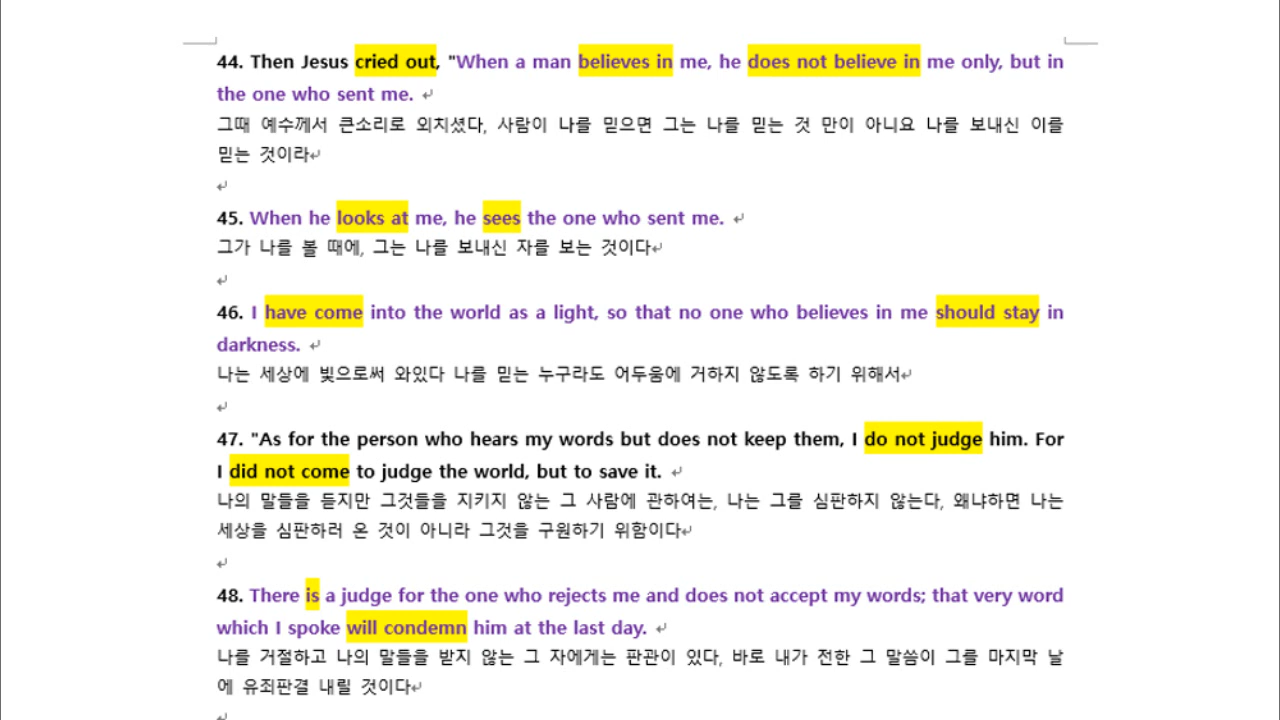 44. Then Jesus cried out, "When a man believes in me, he does not believe in me only, but in
the one who sent me. ↵
그때 예수께서 큰소리로 외치셨다, 사람이 나를 믿으면 그는 나를 믿는 것 만이 아니요 나를 보내신 이를
믿는 것이라↵
↵
45. When he looks at me, he sees the one who sent me. ↵
그가 나를 볼 때에, 그는 나를 보내신 자를 보는 것이다↵
↵
46. I have come into the world as a light, so that no one who believes in me should stay in
darkness. ↵
나는 세상에 빛으로써 와있다 나를 믿는 누구라도 어두움에 거하지 않도록 하기 위해서↵
↵
47. "As for the person who hears my words but does not keep them, I do not judge him. For
I did not come to judge the world, but to save it. ↵
나의 말들을 듣지만 그것들을 지키지 않는 그 사람에 관하여는, 나는 그를 심판하지 않는다, 왜냐하면 나는
세상을 심판하러 온 것이 아니라 그것을 구원하기 위함이다↵
↵
48. There is a judge for the one who rejects me and does not accept my words; that very word
which I spoke will condemn him at the last day. ↵
나를 거절하고 나의 말들을 받지 않는 그 자에게는 판관이 있다, 바로 내가 전한 그 말씀이 그를 마지막 날
에 유죄판결 내릴 것이다↵
↵